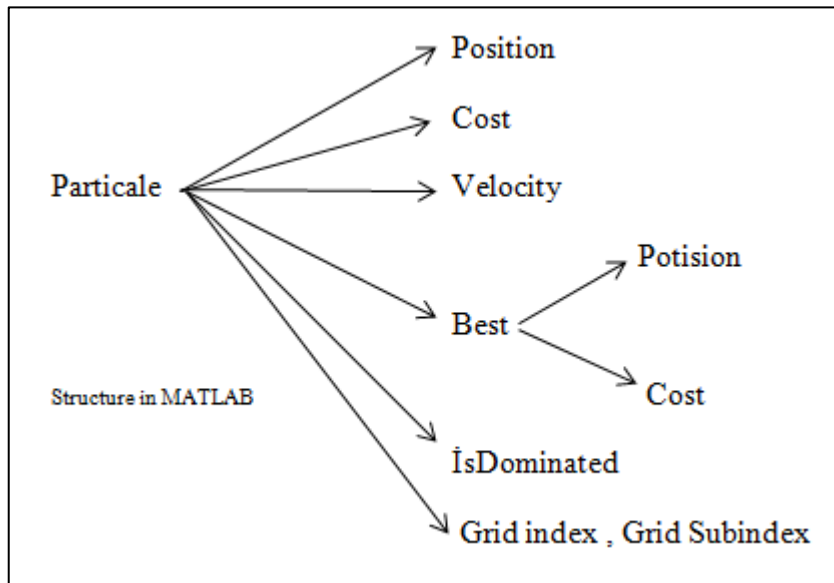 Position
Cost
Particale
Velocity
Potision
Best
Structure in MATLAB
Cost
İsDominated
Grid index , Grid Subindex